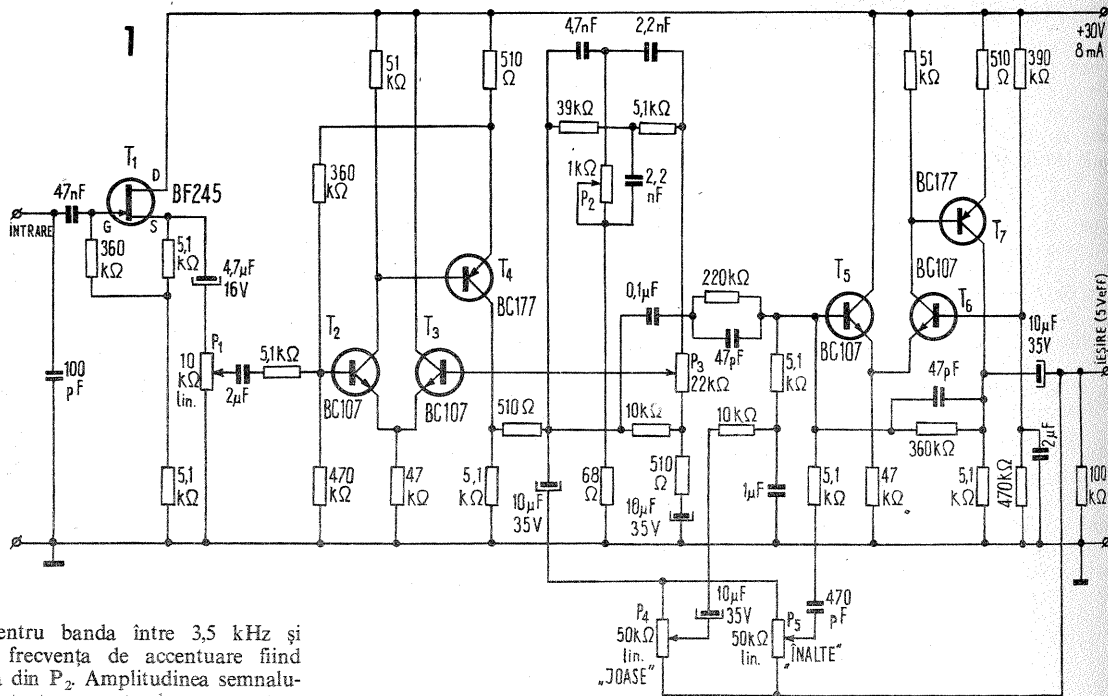 1
+30V
8 mA
4,7nF
2,2nF
51
kΩ
510
Ω
51
kΩ
510
Ω
390
kΩ
39kΩ
5,1kΩ
T₁
D
BF245
47nF
G
S
ÎNTRARE
360
kΩ
5,1
kΩ
4,7µF
16V
360
kΩ
1kΩ
P₂
2,2
nF
BC177
T₇
T₄
BC177
220kΩ
0,1µF
47pF
T₅
BC107
BC107
T₆
10µF
35V
IEȘIRE (5Veff)
100
pF
P₁
10
kΩ
lin.
5,1kΩ
2µF
T₂
BC107
T₃
BC107
P₃
22kΩ
5,1
kΩ
47pF
510Ω
10kΩ
10kΩ
360kΩ
2µF
5,1
kΩ
470
kΩ
47
kΩ
5,1
kΩ
10µF
35V
68
Ω
510
Ω
10µF
35V
1µF
5,1
kΩ
47
kΩ
5,1
kΩ
470kΩ
100
kΩ
P₄
50kΩ
lin.
„JOASE"
10µF
35V
P₅
50kΩ
lin.
„ÎNALTE"
470
pF
entru banda între 3,5 kHz și
frecvența de accentuare fiind
din P₂. Amplitudinea semnalu-